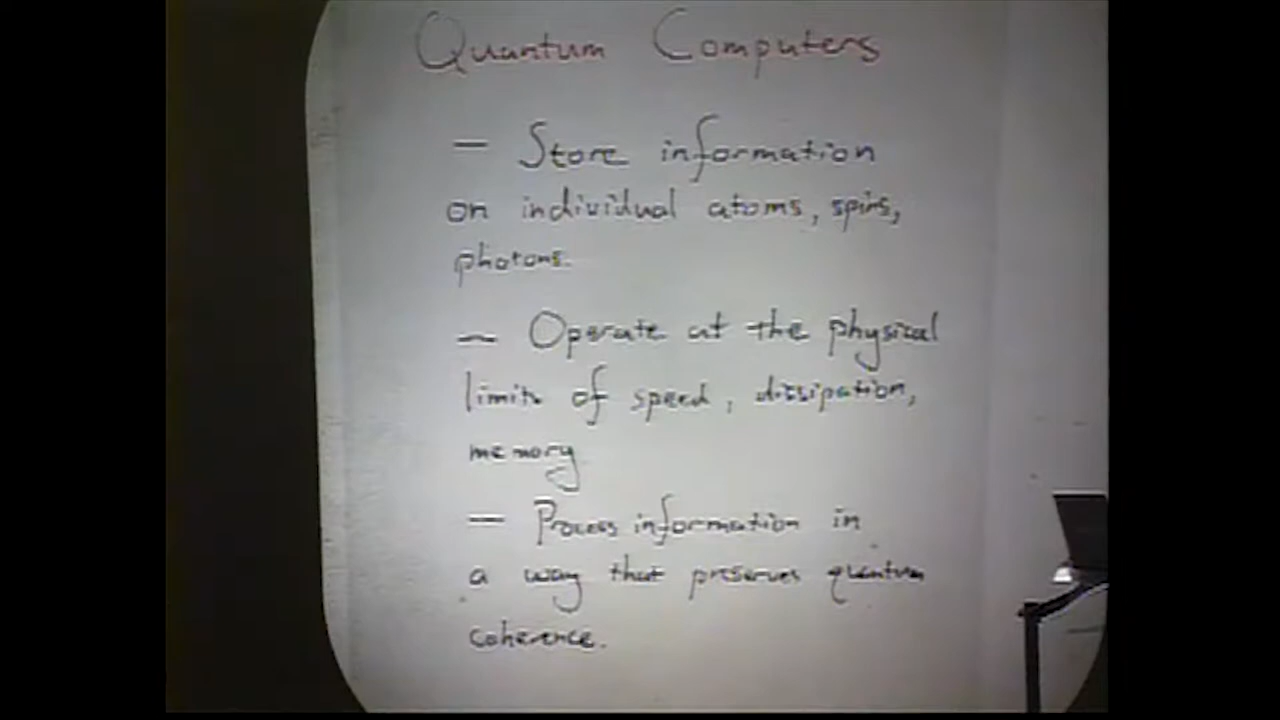 Quantum Computers
— Store information
on individual atoms, spins,
photons.
— Operate at the physical
limits of speed, dissipation,
memory
— Process information in
a way that preserves quantum
coherence.